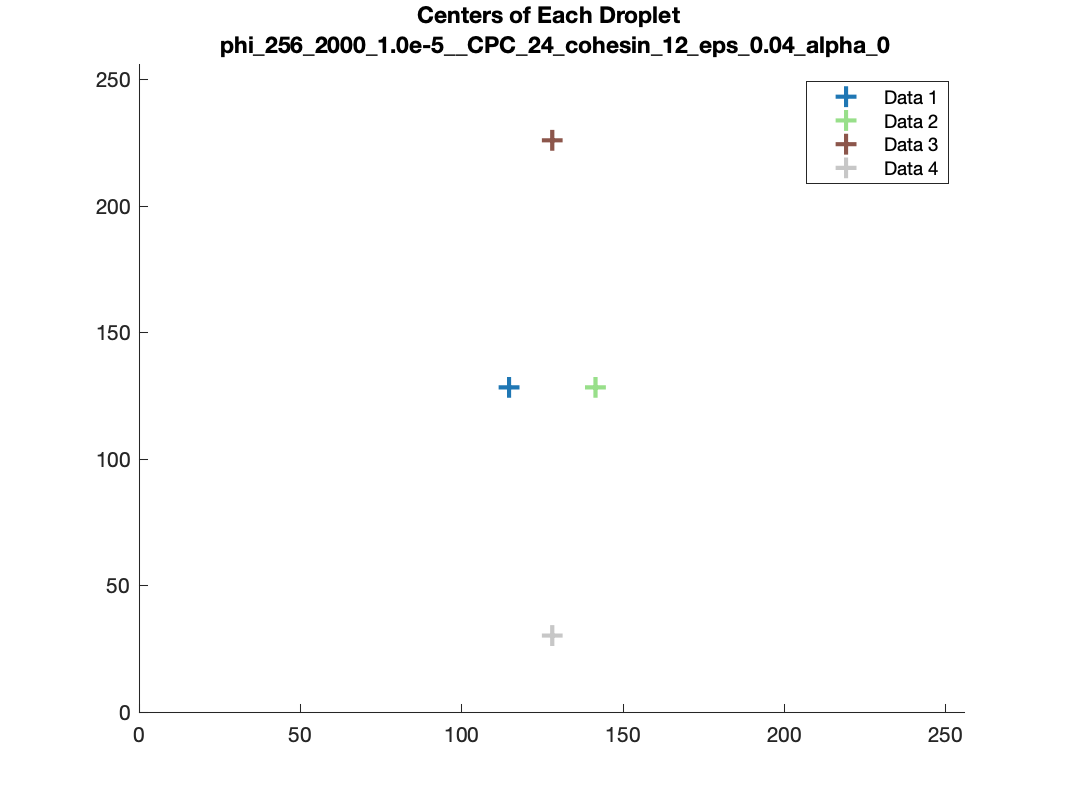 Centers of Each Droplet
phi_256_2000_1.0e-5__CPC_24_cohesin_12_eps_0.04_alpha_0
250
200
150
100
50
0
0 50 100 150 200 250
Data 1
Data 2
Data 3
Data 4